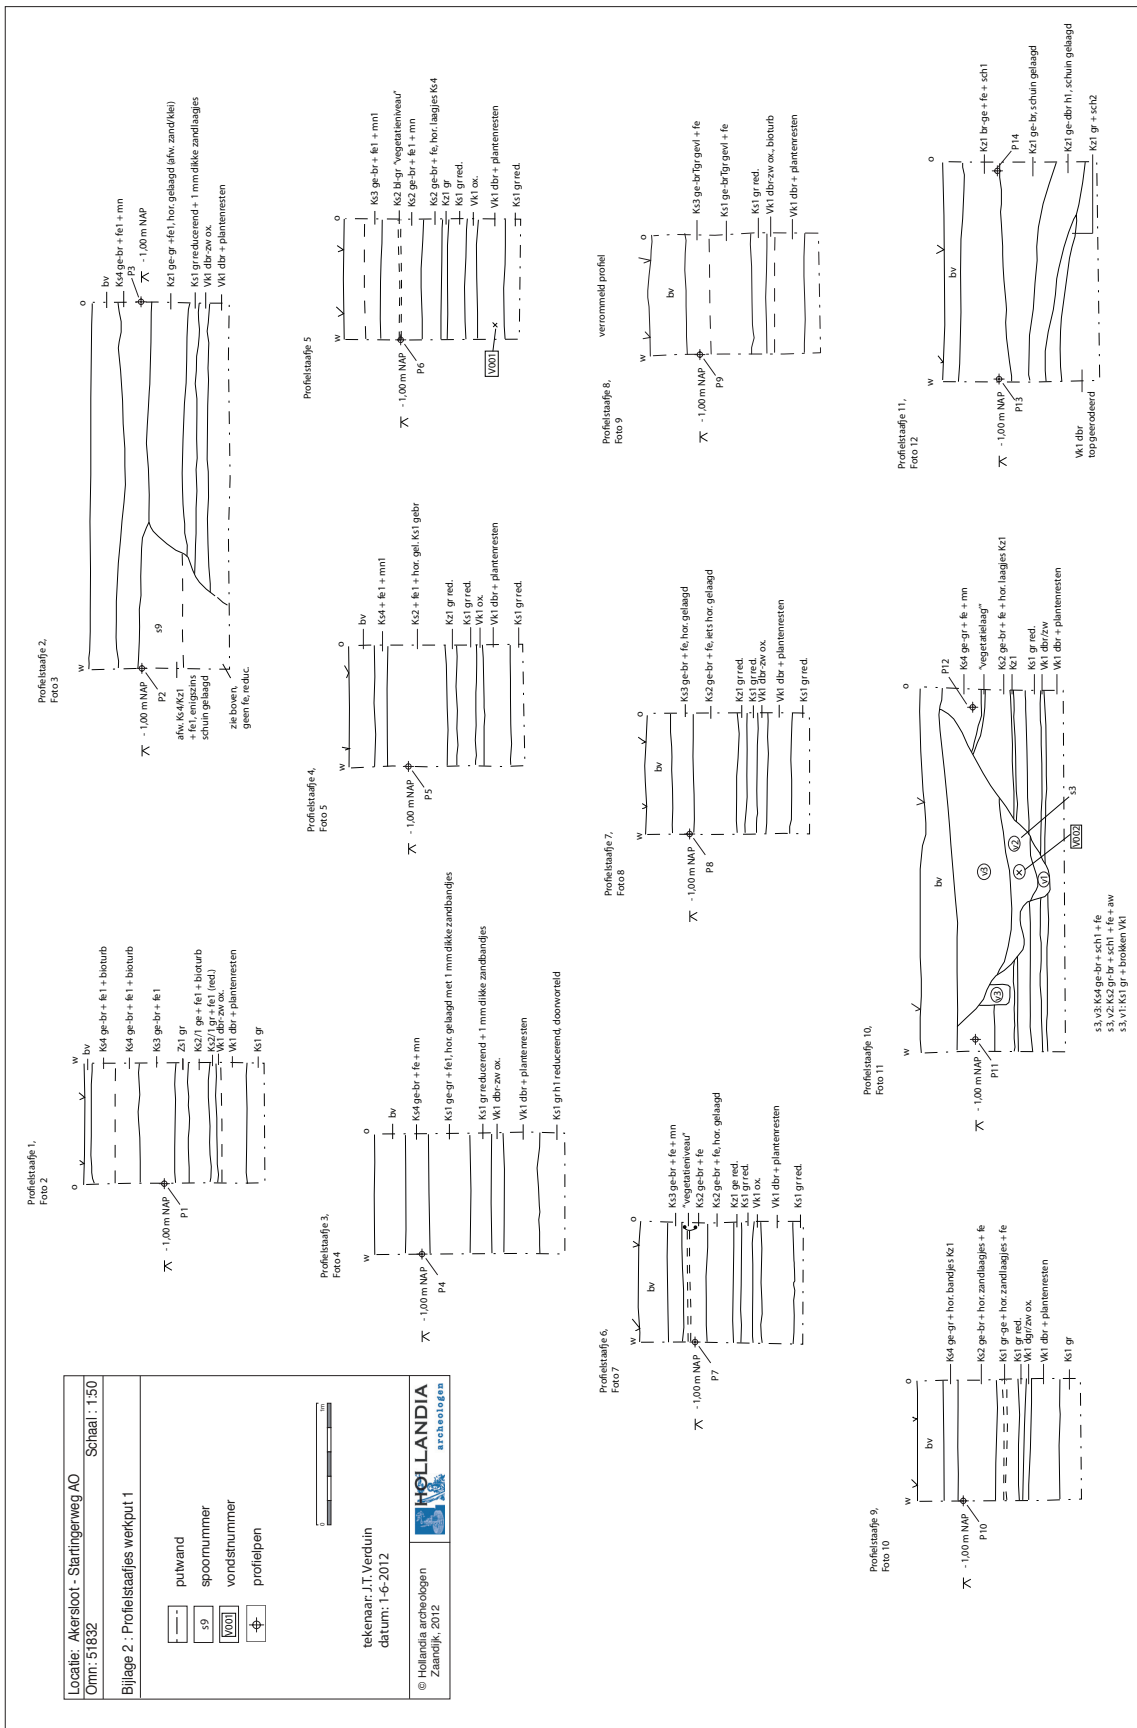 Locatie: Akersloot - Startingerweg AO
Omn: 51832
Schaal : 1:50
Bijlage 2 : Profielstaafjes werkput 1
putwand
s9
spoornummer
V001
vondstnummer
profielpen
0
1m
tekenaar: J.T. Verduin
datum: 1-6-2012
© Hollandia archeologen
Zaandijk, 2012
HOLLANDIA
archeologen
Profielstaafje 1,
Foto 2
O
W
bv
Ks4 ge-br + fe1 + bioturb
Ks4 ge-br + fe1 + bioturb
Ks3 ge-br + fe1
Zs1 gr
Ks2/1 ge + fe1 + bioturb
Ks2/1 gr + fe1 (red.)
Vk1 dbr-zw ox.
Vk1 dbr + plantenresten
Ks1 gr
- 1,00 m NAP
P1
Profielstaafje 2,
Foto 3
W
O
bv
Ks4 ge-br + fe1 + mn
P3
- 1,00 m NAP
Kz1 ge-gr +fe1, hor. gelaagd (afw. zand/klei)
Ks1 gr reducerend + 1 mm dikke zandlaagjes
Vk1 dbr-zw ox.
Vk1 dbr + plantenresten
s9
- 1,00 m NAP
P2
afw. Ks4/Kz1
+ fe1, enigszins
schuin gelaagd
zie boven,
geen fe, reduc.
Profielstaafje 3,
Foto 4
W
O
bv
Ks4 ge-br + fe + mn
Ks1 ge-gr + fe1, hor. gelaagd met 1 mm dikke zandbandjes
Ks1 gr reducerend + 1 mm dikke zandbandjes
Vk1 dbr-zw ox.
Vk1 dbr + plantenresten
Ks1 gr h1 reducerend, doorworteld
- 1,00 m NAP
P4
Profielstaafje 4,
Foto 5
W
O
bv
Ks4 + fe1 + mn1
Ks2 + fe1 + hor. gel. Ks1 gebr
Kz1 gr red.
Ks1 gr red.
Vk1 ox.
Vk1 dbr + plantenresten
Ks1 gr red.
- 1,00 m NAP
P5
Profielstaafje 5
W
O
Ks3 ge-br + fe1 + mn1
Ks2 bl-gr "vegetatieniveau"
Ks2 ge-br + fe1 + mn
Ks2 ge-br + fe, hor. laagjes Ks4
Kz1 gr
Ks1 gr red.
Vk1 ox.
Vk1 dbr + plantenresten
Ks1 gr red.
- 1,00 m NAP
P6
V001
Profielstaafje 6,
Foto 7
W
O
bv
Ks3 ge-br + fe + mn
"vegetatieniveau"
Ks2 ge-br + fe
Ks2 ge-br + fe, hor. gelaagd
Kz1 ge red.
Ks1 gr red.
Vk1 ox.
Vk1 dbr + plantenresten
Ks1 gr red.
- 1,00 m NAP
P7
Profielstaafje 7,
Foto 8
W
O
bv
Ks3 ge-br + fe, hor. gelaagd
Ks2 ge-br + fe, iets hor. gelaagd
Kz1 gr red.
Ks1 gr red.
Vk1 dbr-zw ox.
Vk1 dbr + plantenresten
Ks1 gr red.
- 1,00 m NAP
P8
Profielstaafje 8,
Foto 9
verrommeld profiel
W
O
bv
Ks3 ge-brTgr gevl + fe
Ks1 ge-brTgr gevl + fe
Ks1 gr red.
Vk1 dbr-zw ox., bioturb
Vk1 dbr + plantenresten
- 1,00 m NAP
P9
Profielstaafje 9,
Foto 10
W
O
bv
Ks4 ge-gr + hor. bandjes Kz1
Ks2 ge-br + hor. zandlaagjes + fe
Ks1 gr-ge + hor. zandlaagjes + fe
Ks1 gr red.
Vk1 dgr/zw ox.
Vk1 dbr + plantenresten
Ks1 gr
- 1,00 m NAP
P10
Profielstaafje 10,
Foto 11
W
O
bv
P12
Ks4 ge-gr + fe + mn
"vegetatielaag"
Ks2 ge-br + fe + hor. laagjes Kz1
Kz1
Ks1 gr red.
Vk1 dbr/zw
Vk1 dbr + plantenresten
v3
v3
v2
v1
s3
V002
- 1,00 m NAP
P11
s3, v3: Ks4 ge-br + sch1 + fe
s3, v2: Ks2 gr-br + sch1 + fe + aw
s3, v1: Ks1 gr + brokken Vk1
Profielstaafje 11,
Foto 12
W
O
bv
Kz1 br-ge + fe + sch1
P14
Kz1 ge-br, schuin gelaagd
Kz1 ge-dbr h1, schuin gelaagd
Kz1 gr + sch2
- 1,00 m NAP
P13
Vk1 dbr
top geerodeerd